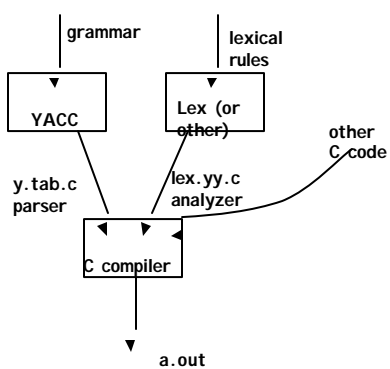 grammar
lexical
rules
YACC
Lex (or
other)
other
C code
y.tab.c
parser
lex.yy.c
analyzer
C compiler
a.out